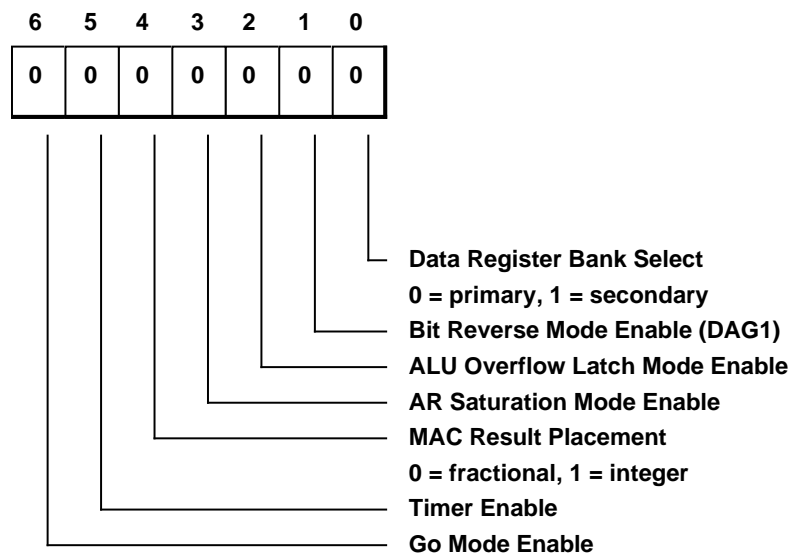 6 5 4 3 2 1 0
0 0 0 0 0 0 0
Data Register Bank Select
0 = primary, 1 = secondary
Bit Reverse Mode Enable (DAG1)
ALU Overflow Latch Mode Enable
AR Saturation Mode Enable
MAC Result Placement
0 = fractional, 1 = integer
Timer Enable
Go Mode Enable